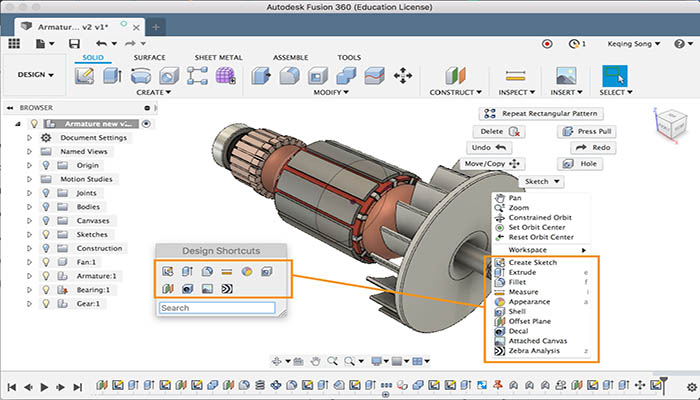 Autodesk Fusion 360 (Education License)
Armatur... v2 v1*
1
Keqing Song
SOLID SURFACE SHEET METAL ASSEMBLE TOOLS
DESIGN
CREATE MODIFY CONSTRUCT INSPECT INSERT SELECT
BROWSER
Armature new v...
Document Settings
Named Views
Origin
Motion Studies
Joints
Bodies
Canvases
Sketches
Construction
Fan:1
Armature:1
Bearing:1
Gear:1
Design Shortcuts
Search
Repeat Rectangular Pattern
Delete
Press Pull
Undo
Redo
Move/Copy
Hole
Sketch
Pan
Zoom
Constrained Orbit
Set Orbit Center
Reset Orbit Center
Workspace
Create Sketch
Extrude e
Fillet f
Measure i
Appearance a
Shell
Offset Plane
Decal
Attached Canvas
Zebra Analysis z